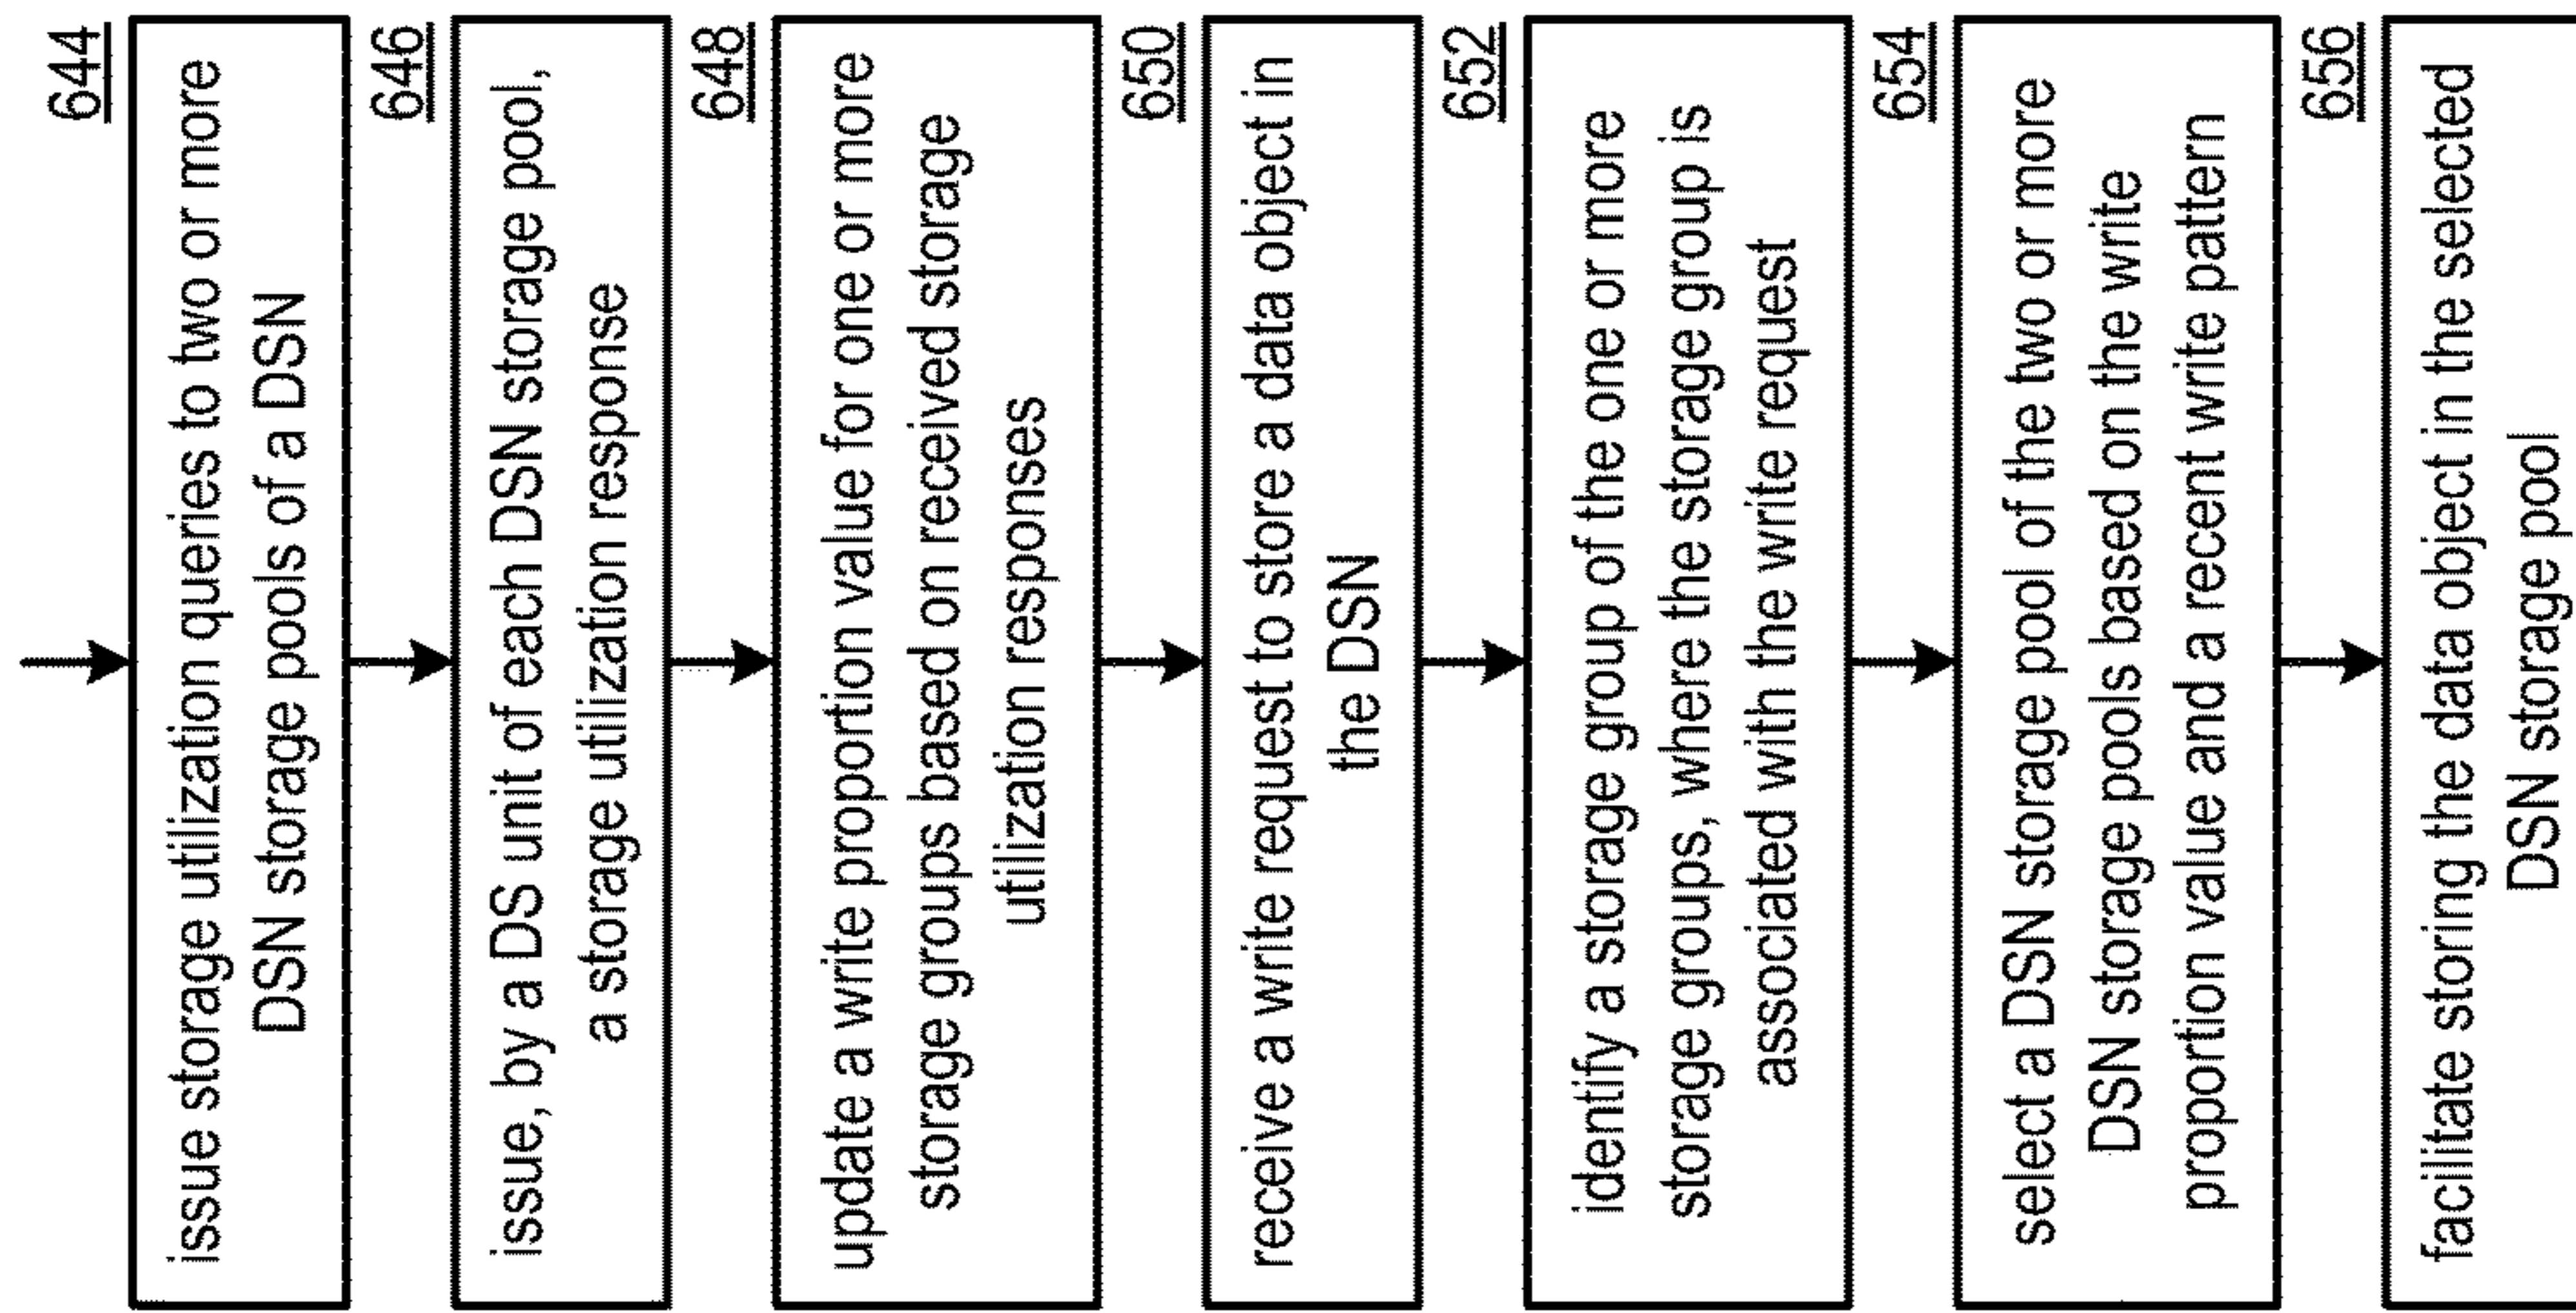 644
issue storage utilization queries to two or more
DSN storage pools of a DSN
646
issue, by a DS unit of each DSN storage pool,
a storage utilization response
648
update a write proportion value for one or more
storage groups based on received storage
utilization responses
650
receive a write request to store a data object in
the DSN
652
identify a storage group of the one or more
storage groups, where the storage group is
associated with the write request
654
select a DSN storage pool of the two or more
DSN storage pools based on the write
proportion value and a recent write pattern
656
facilitate storing the data object in the selected
DSN storage pool